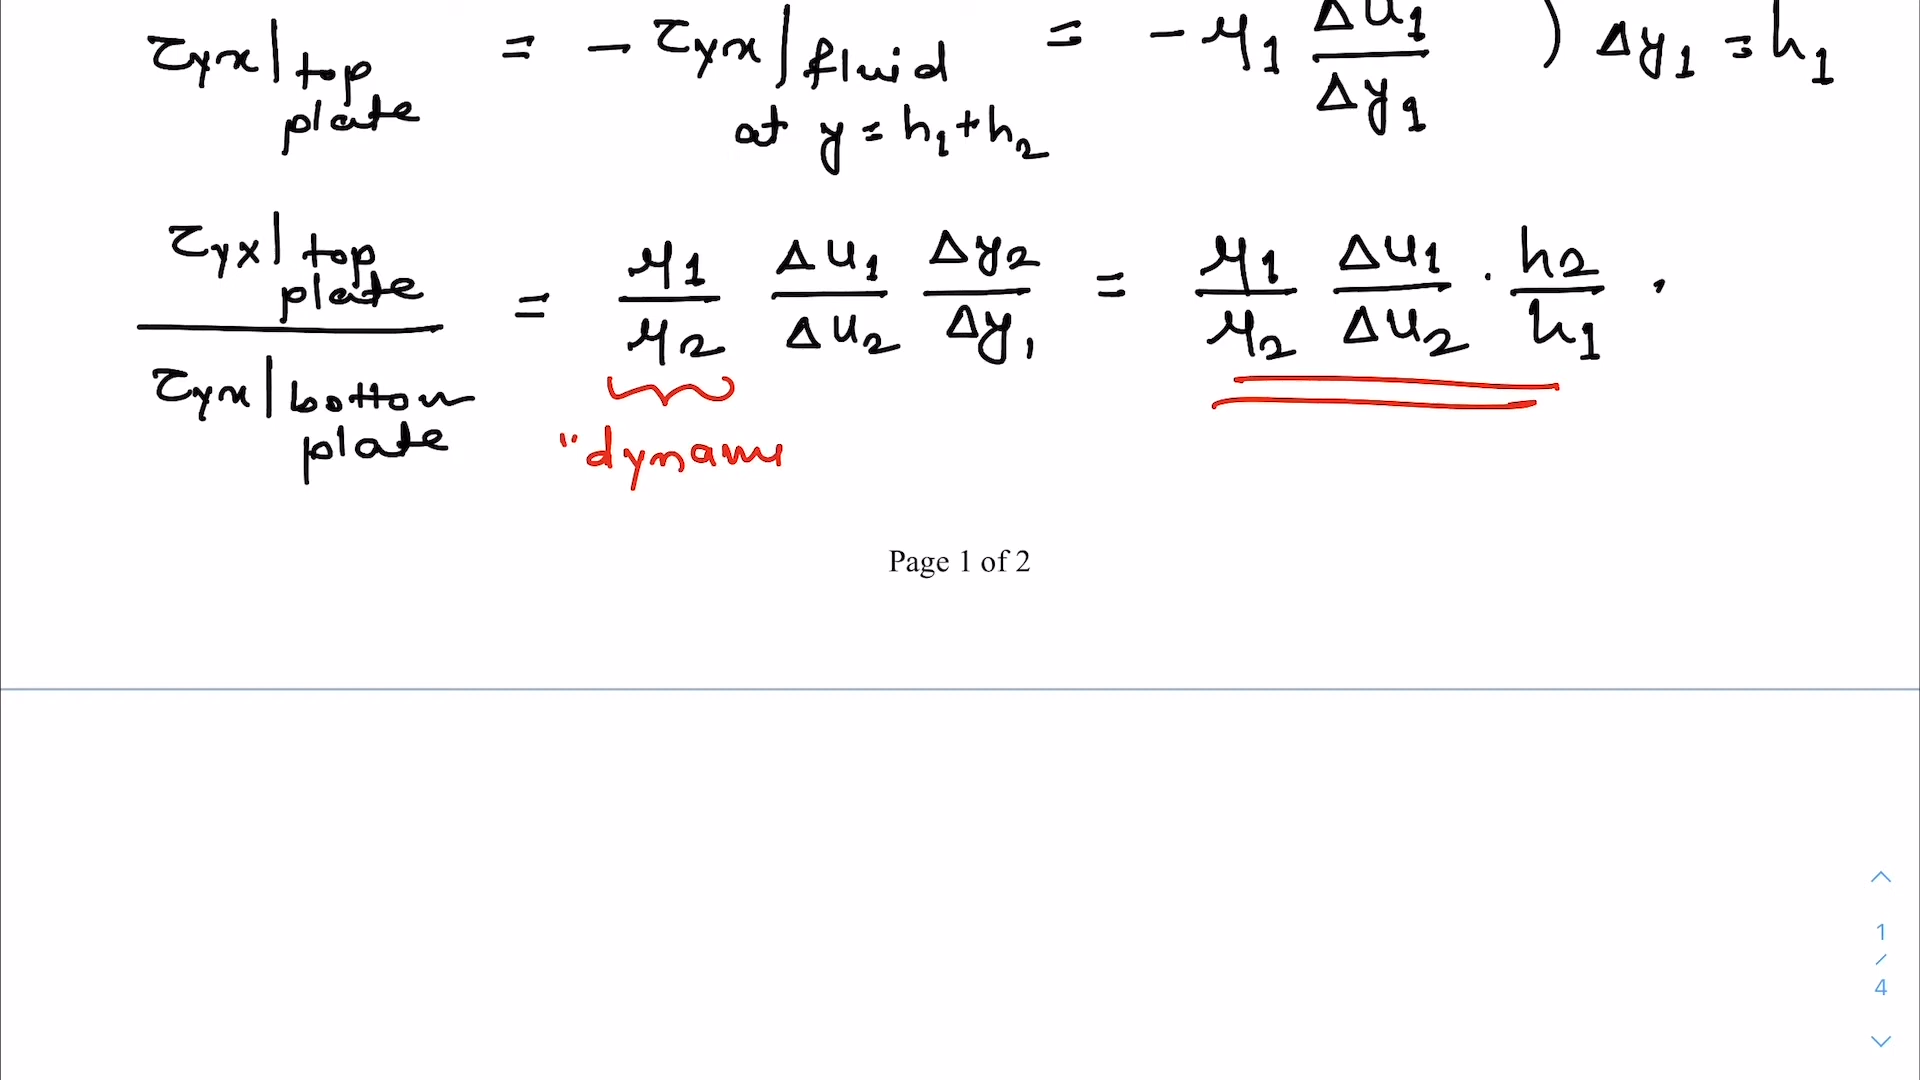 τyx|top plate = - τyx|fluid at y = h1+h2 = - μ1 Δu1/Δy1 ) Δy1 = h1
τyx|top plate / τyx|bottom plate = μ1/μ2 Δu1/Δu2 Δy2/Δy1 = μ1/μ2 Δu1/Δu2 · h2/h1 .
"dynami
Page 1 of 2
1
/
4